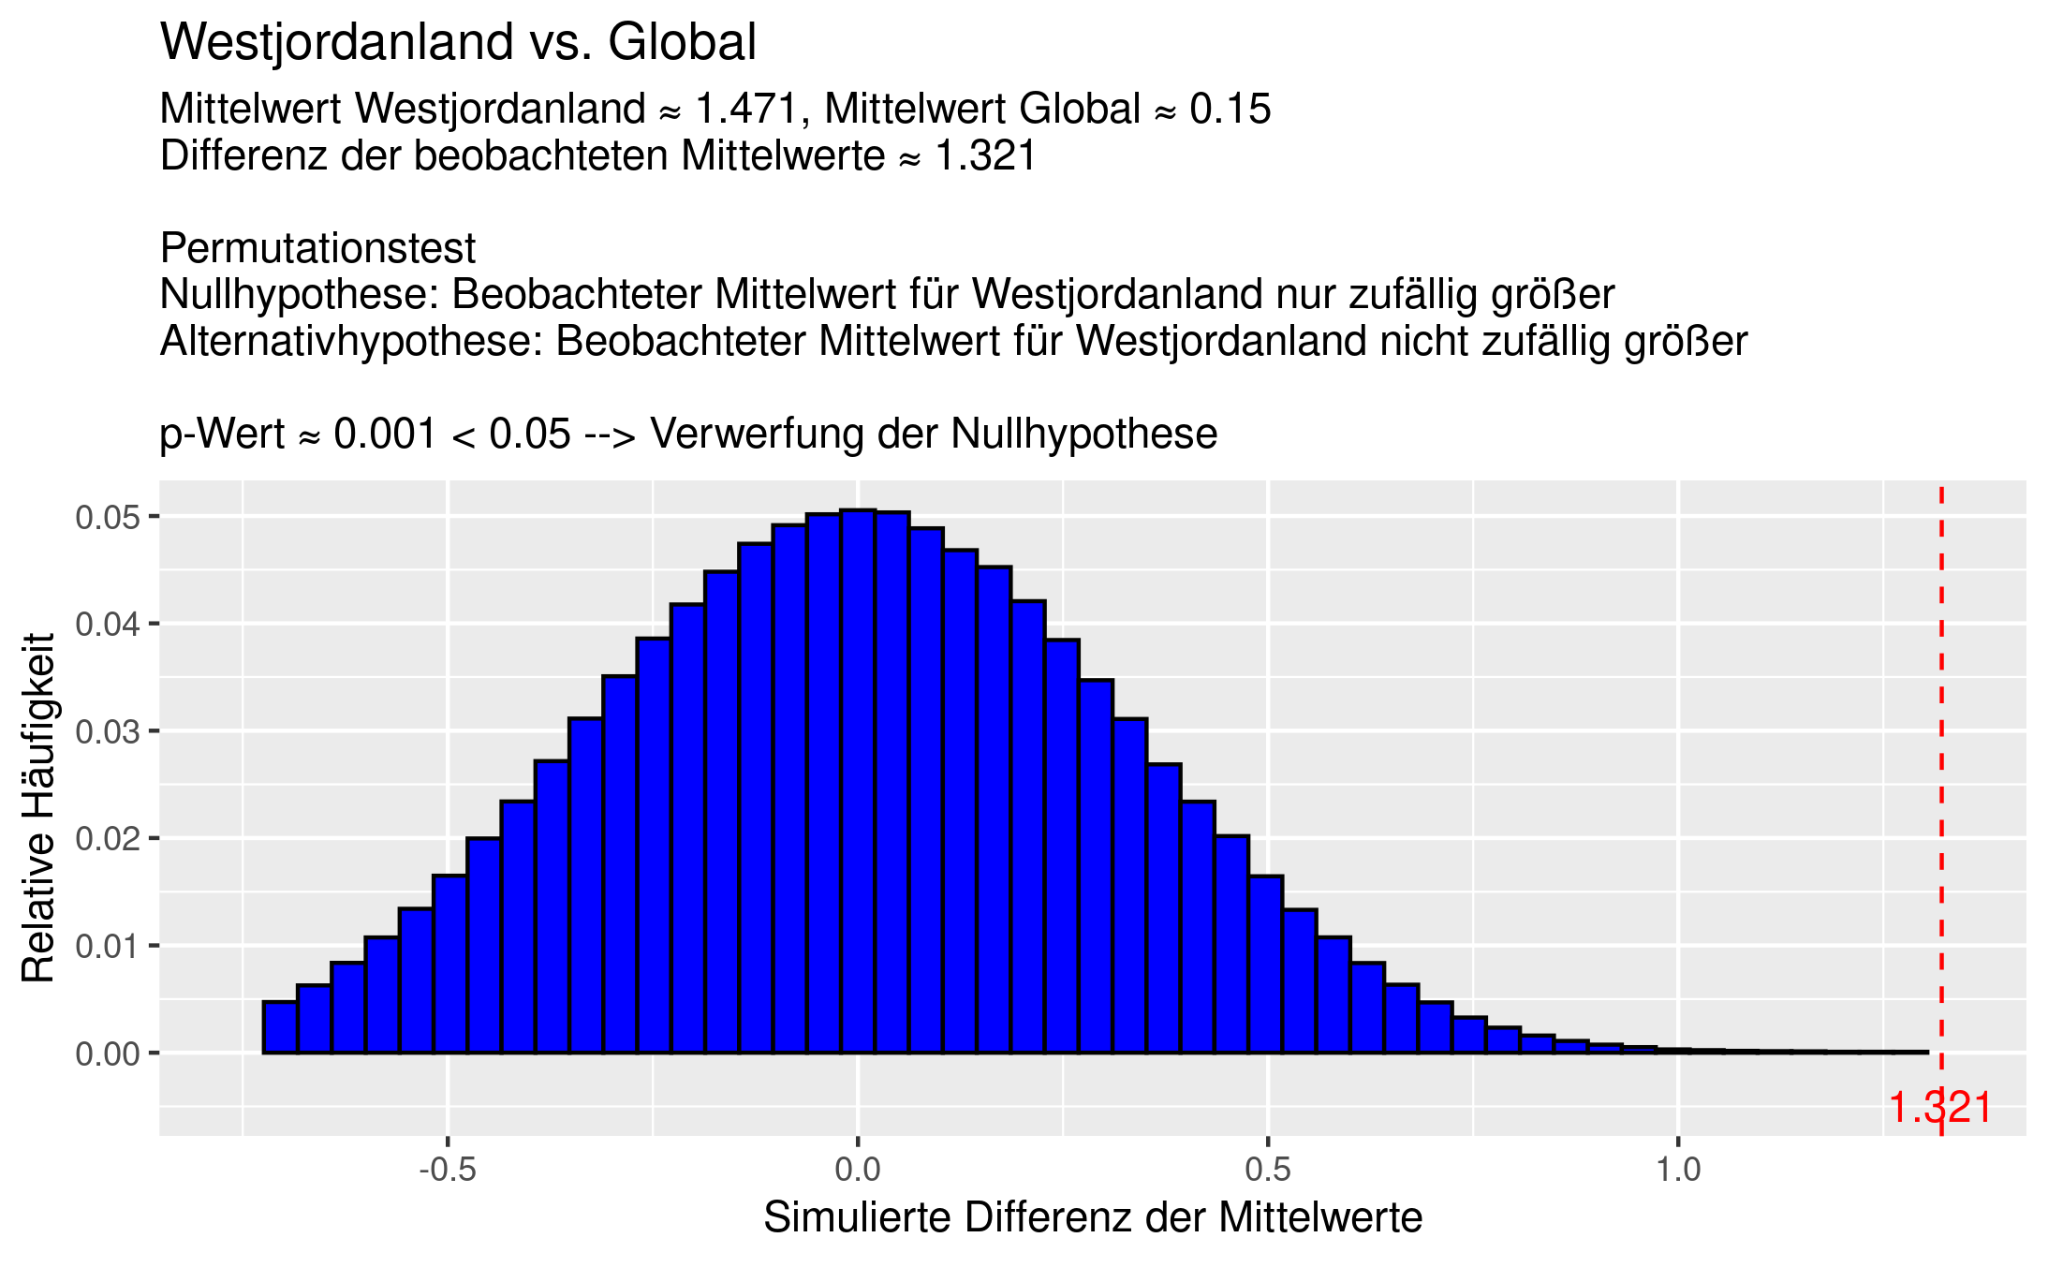 Westjordanland vs. Global
Mittelwert Westjordanland ≈ 1.471, Mittelwert Global ≈ 0.15
Differenz der beobachteten Mittelwerte ≈ 1.321
Permutationstest
Nullhypothese: Beobachteter Mittelwert für Westjordanland nur zufällig größer
Alternativhypothese: Beobachteter Mittelwert für Westjordanland nicht zufällig größer
p-Wert ≈ 0.001 < 0.05 --> Verwerfung der Nullhypothese
Relative Häufigkeit
0.05
0.04
0.03
0.02
0.01
0.00
1.321
-0.5 0.0 0.5 1.0
Simulierte Differenz der Mittelwerte